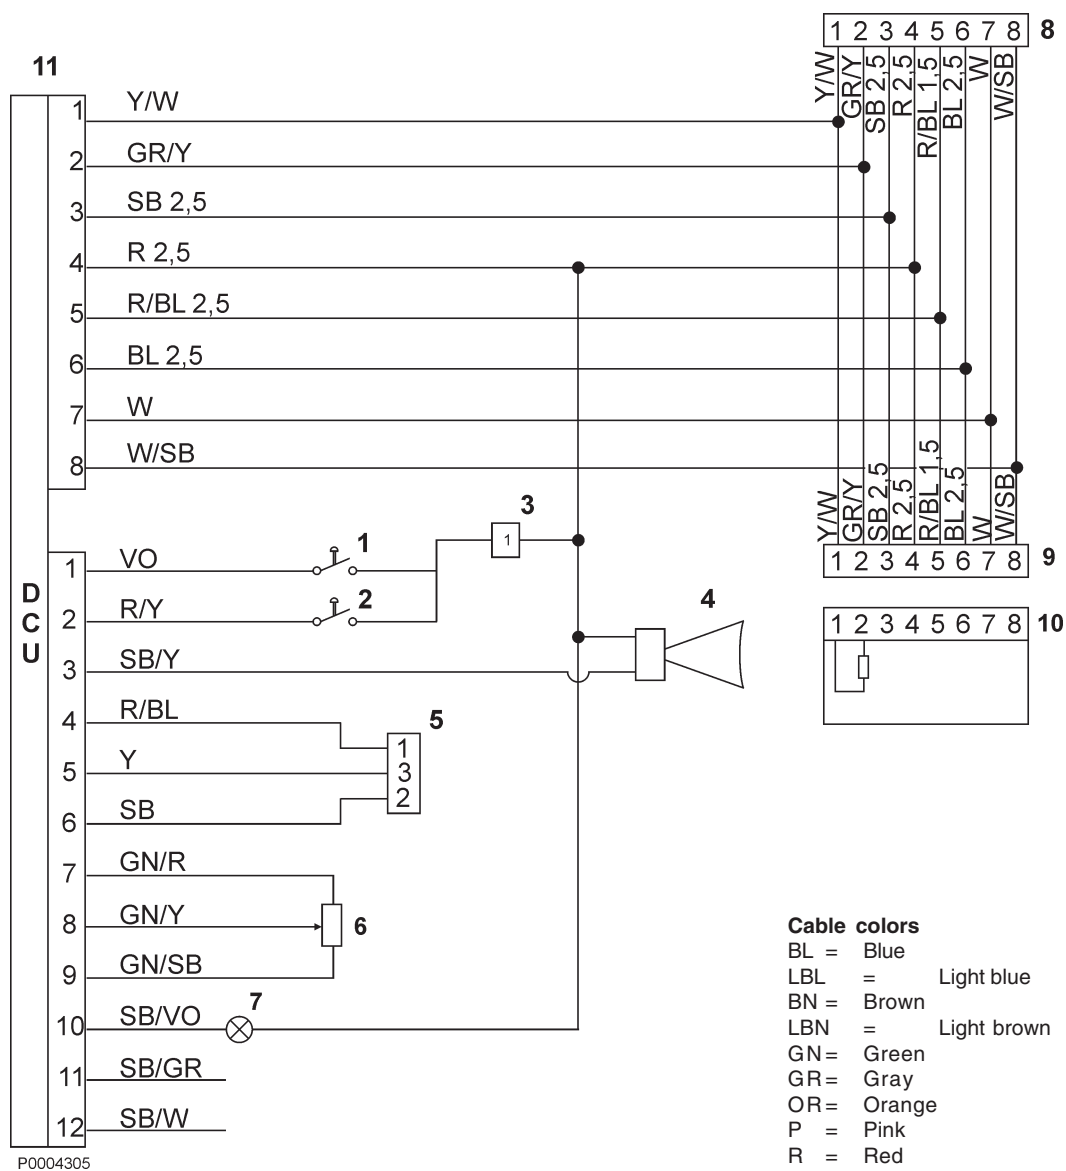 1 2 3 4 5 6 7 8 8
Y/W
GR/Y
SB 2,5
R 2,5
R/BL 1,5
BL 2,5
W
W/SB
11
1 Y/W
2 GR/Y
3 SB 2,5
4 R 2,5
5 R/BL 2,5
6 BL 2,5
7 W
8 W/SB
Y/W
GR/Y
SB 2,5
R 2,5
R/BL 1,5
BL 2,5
W
W/SB
1 2 3 4 5 6 7 8 9
1 2 3 4 5 6 7 8 10
DCU
3
1
1 VO 1
2 R/Y 2
3 SB/Y
4
4 R/BL
5
1
5 Y
3
2
6 SB
7 GN/R
8 GN/Y
6
9 GN/SB
10 SB/VO
7
11 SB/GR
12 SB/W
P0004305
Cable colors
BL = Blue
LBL = Light blue
BN = Brown
LBN = Light brown
GN = Green
GR = Gray
OR = Orange
P = Pink
R = Red